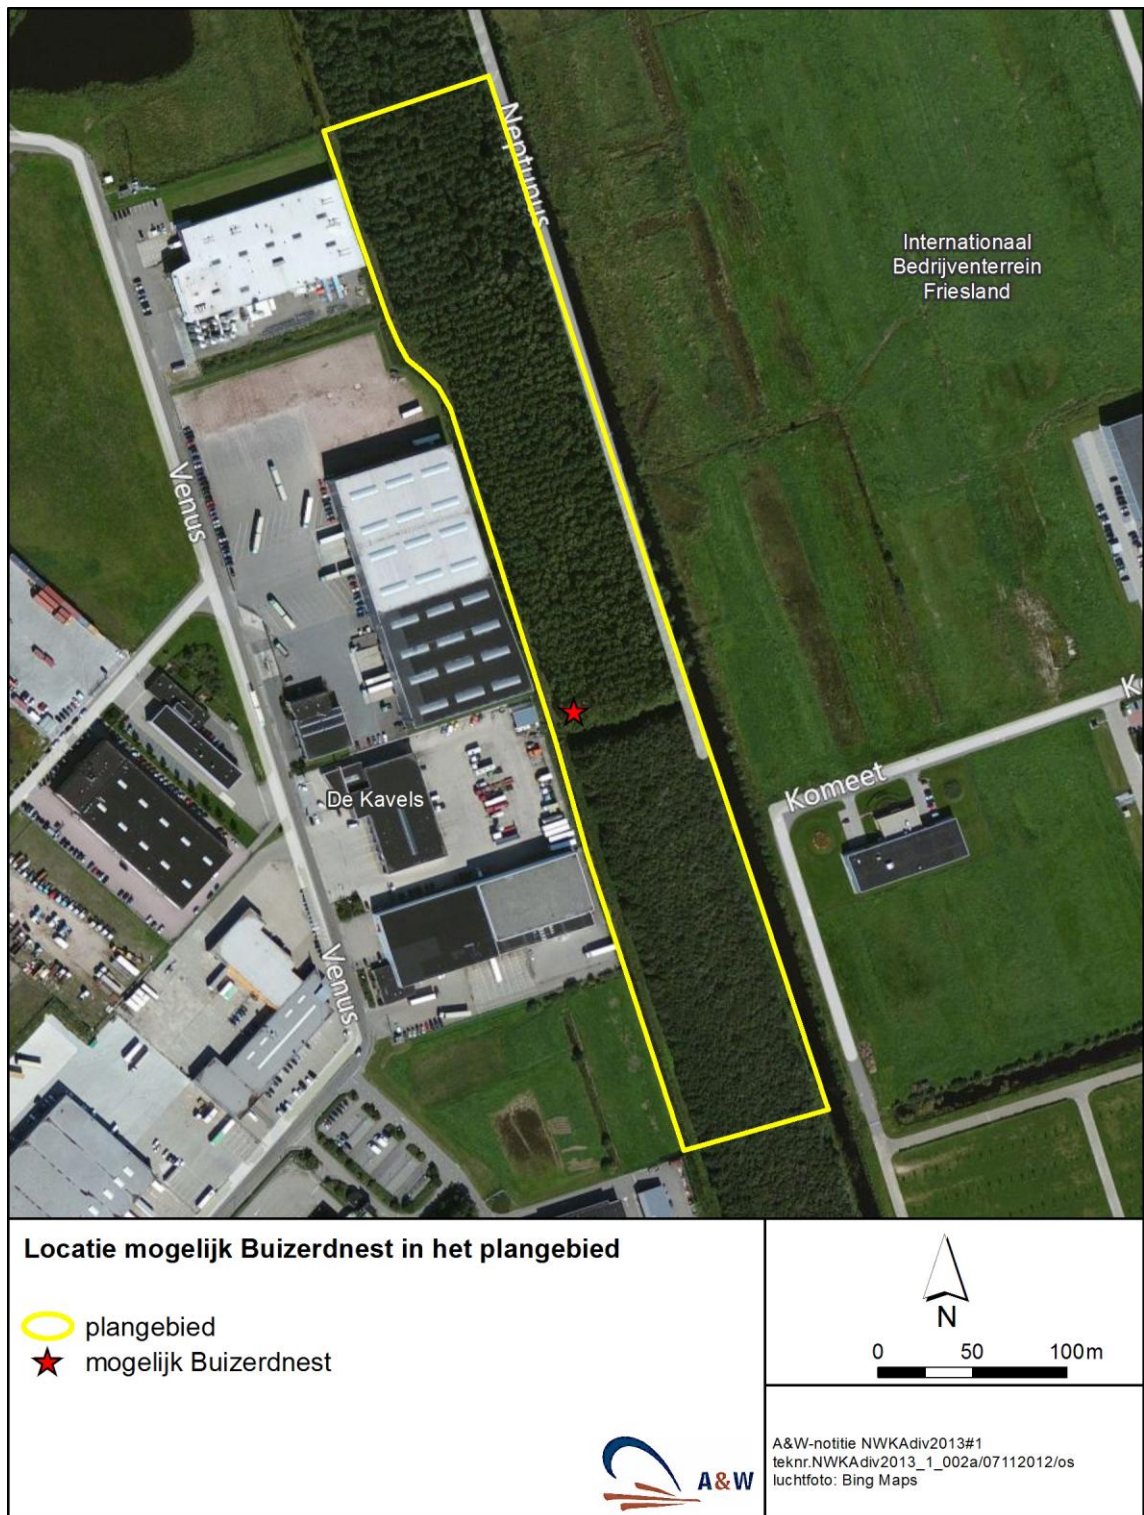 Neptunus
Internationaal
Bedrijventerrein
Friesland
Venus
Komeet
De Kavels
Venus
Locatie mogelijk Buizerdnest in het plangebied
plangebied
mogelijk Buizerdnest
N
0 50 100m
A&W
A&W-notitie NWKAdiv2013#1
teknr.NWKAdiv2013_1_002a/07112012/os
luchtfoto: Bing Maps